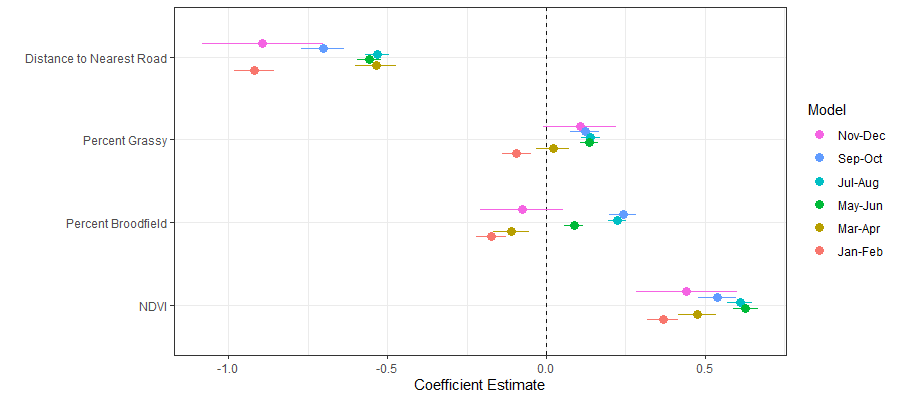 Distance to Nearest Road
Percent Grassy
Percent Broodfield
NDVI
-1.0
-0.5
0.0
0.5
Coefficient Estimate
Model
Nov-Dec
Sep-Oct
Jul-Aug
May-Jun
Mar-Apr
Jan-Feb